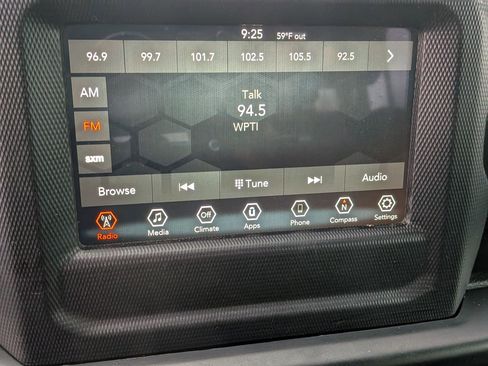 9:25 59°F out
96.9 99.7 101.7 102.5 105.5 92.5
AM
Talk
94.5
FM
WPTI
sxm
Browse Tune Audio
Off
N
Radio Media Climate Apps Phone Compass Settings